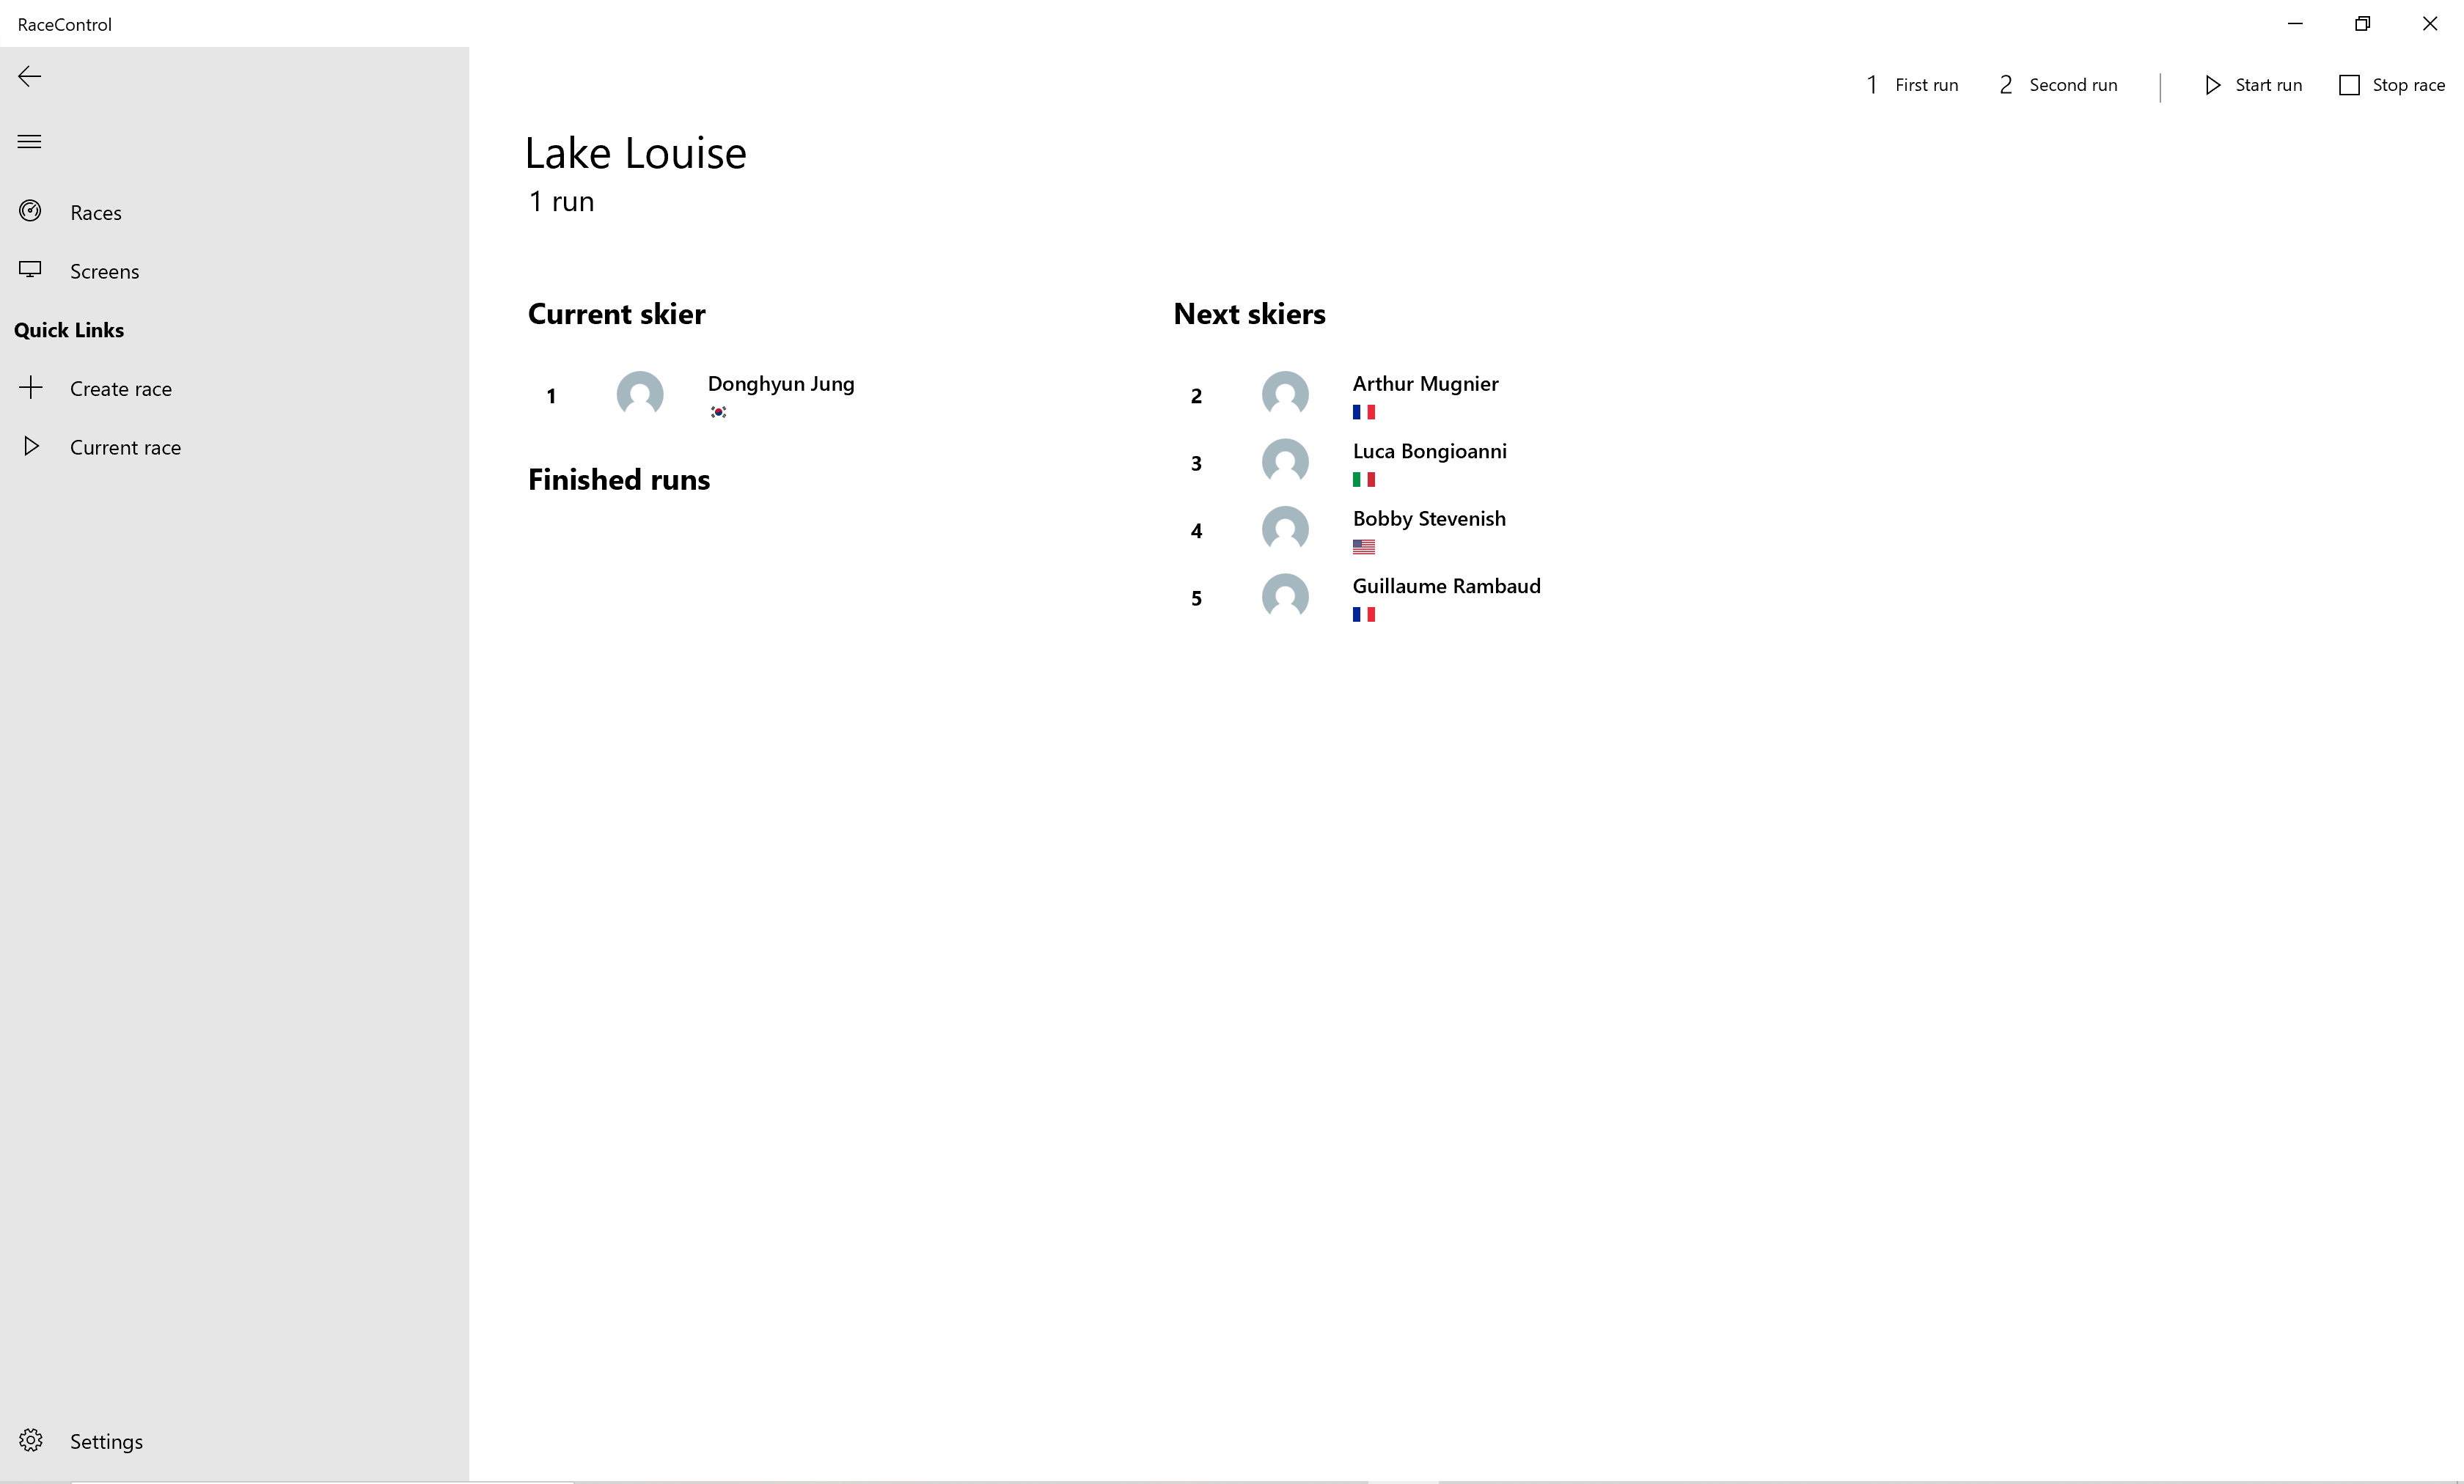 RaceControl
1 First run 2 Second run Start run Stop race
Lake Louise
1 run
Races
Screens
Quick Links
Create race
Current race
Settings
Current skier
1 Donghyun Jung
Finished runs
Next skiers
2 Arthur Mugnier
3 Luca Bongioanni
4 Bobby Stevenish
5 Guillaume Rambaud